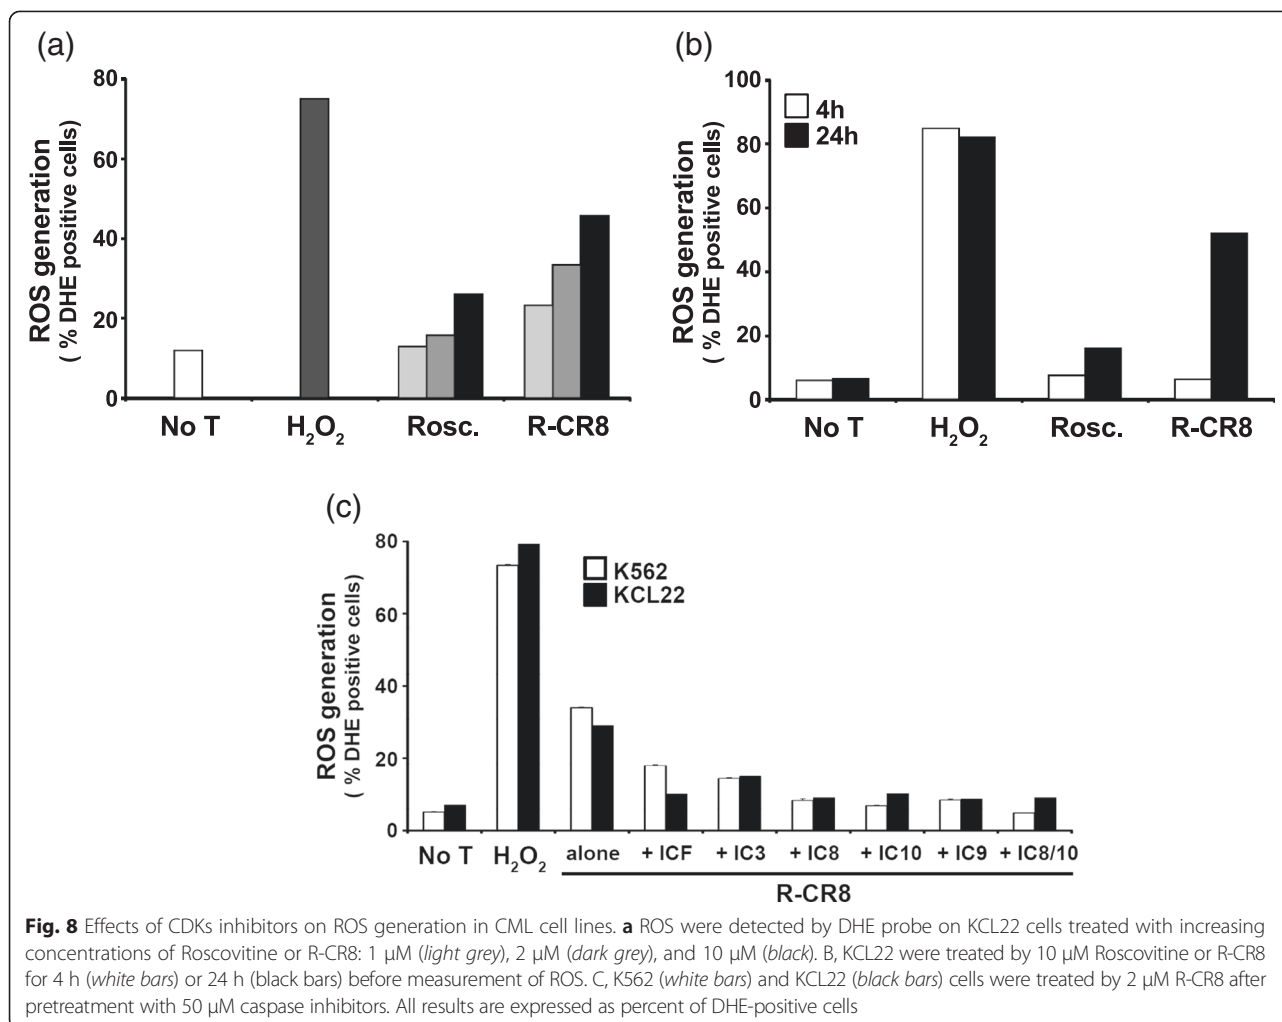 (a)
80
60
40
20
0
ROS generation
( % DHE positive cells)
No T H₂O₂ Rosc. R-CR8
(b)
100
80
60
40
20
0
ROS generation
( % DHE positive cells)
4h
24h
No T H₂O₂ Rosc. R-CR8
(c)
80
60
40
20
0
ROS generation
( % DHE positive cells)
K562
KCL22
No T H₂O₂ alone + ICF + IC3 + IC8 + IC10 + IC9 + IC8/10
R-CR8
Fig. 8 Effects of CDKs inhibitors on ROS generation in CML cell lines. a ROS were detected by DHE probe on KCL22 cells treated with increasing
concentrations of Roscovitine or R-CR8: 1 μM (light grey), 2 μM (dark grey), and 10 μM (black). B, KCL22 were treated by 10 μM Roscovitine or R-CR8
for 4 h (white bars) or 24 h (black bars) before measurement of ROS. C, K562 (white bars) and KCL22 (black bars) cells were treated by 2 μM R-CR8 after
pretreatment with 50 μM caspase inhibitors. All results are expressed as percent of DHE-positive cells